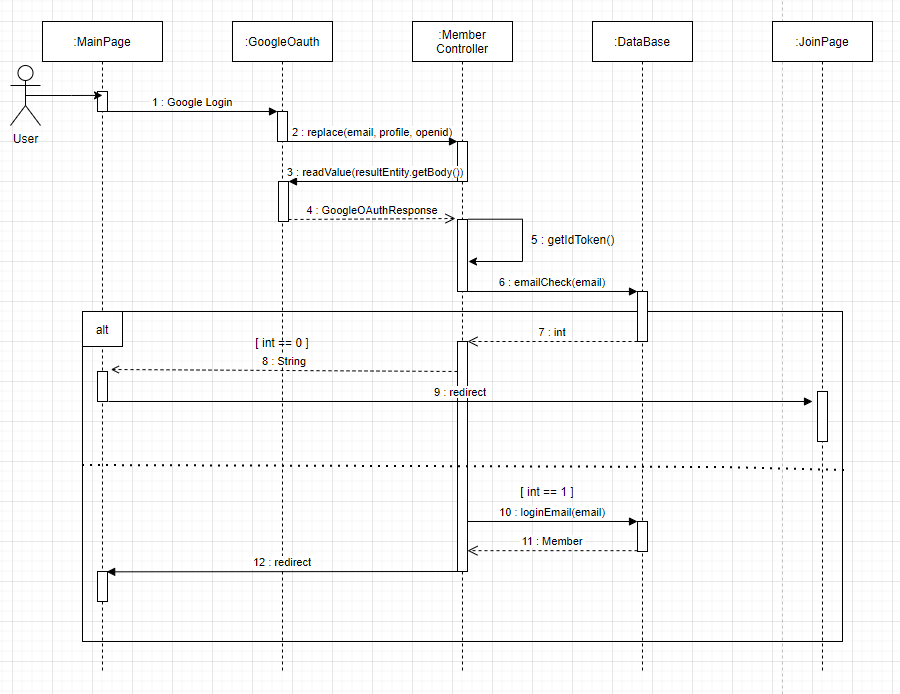 :MainPage
:GoogleOauth
:Member
Controller
:DataBase
:JoinPage
User
1 : Google Login
2 : replace(email, profile, openid)
3 : readValue(resultEntity.getBody())
4 : GoogleOAuthResponse
5 : getIdToken()
6 : emailCheck(email)
alt
7 : int
[ int == 0 ]
8 : String
9 : redirect
[ int == 1 ]
10 : loginEmail(email)
11 : Member
12 : redirect